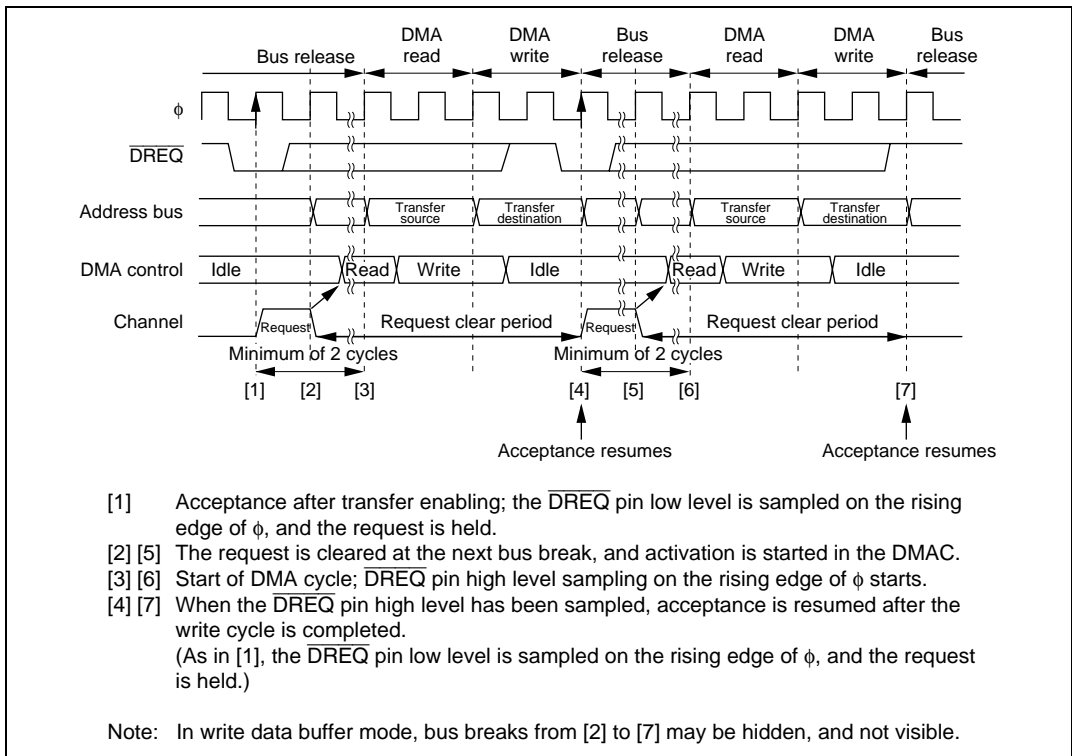 Bus release DMA read DMA write Bus release DMA read DMA write Bus release
ϕ
DREQ
Address bus Transfer source Transfer destination Transfer source Transfer destination
DMA control Idle Read Write Idle Read Write Idle
Channel Request Request clear period Request Request clear period
Minimum of 2 cycles Minimum of 2 cycles
[1] [2] [3] [4] [5] [6] [7]
Acceptance resumes Acceptance resumes
[1] Acceptance after transfer enabling; the DREQ pin low level is sampled on the rising
edge of ϕ, and the request is held.
[2] [5] The request is cleared at the next bus break, and activation is started in the DMAC.
[3] [6] Start of DMA cycle; DREQ pin high level sampling on the rising edge of ϕ starts.
[4] [7] When the DREQ pin high level has been sampled, acceptance is resumed after the
write cycle is completed.
(As in [1], the DREQ pin low level is sampled on the rising edge of ϕ, and the request
is held.)
Note: In write data buffer mode, bus breaks from [2] to [7] may be hidden, and not visible.